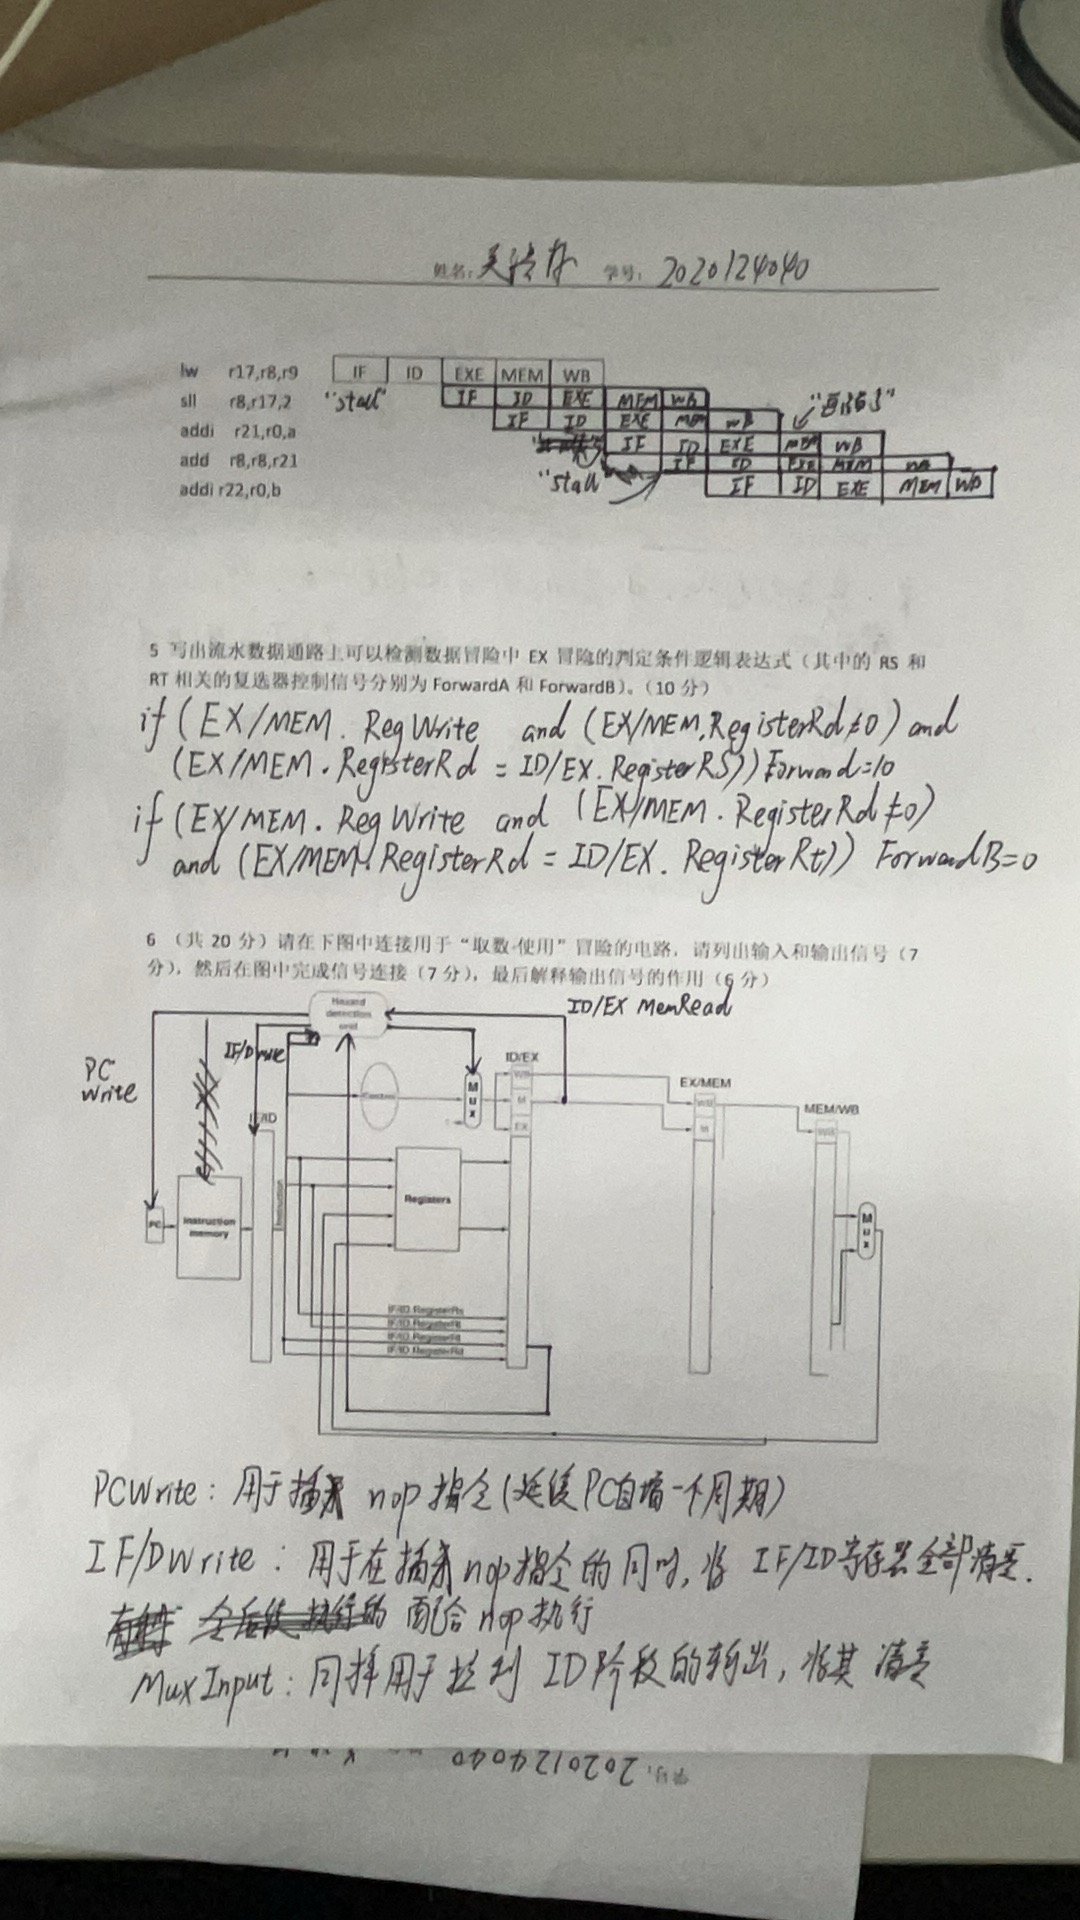 姓名: 学号: 2020124040
lw r17,r8,r9 IF ID EXE MEM WB
sll r8,r17,2 "stall" IF ID EXE MEM WB
addi r21,r0,a IF ID EXE MEM WB
add r8,r8,r21 IF ID EXE MEM WB
"stall" IF ID EXE MEM WB
addi r22,r0,b IF ID EXE MEM WB
5 写出流水数据通路上可以检测数据冒险中 EX 冒险的判定条件逻辑表达式（其中的 RS 和
RT 相关的复选器控制信号分别为 ForwardA 和 ForwardB）。（10 分）
if (EX/MEM. RegWrite and (EX/MEM.RegisterRd≠0) and
(EX/MEM. RegisterRd = ID/EX. RegisterRS)) Forward=10
if (EX/MEM. RegWrite and (EX/MEM. RegisterRd≠0)
and (EX/MEM. RegisterRd = ID/EX. RegisterRt)) ForwardB=0
6 （共 20 分）请在下图中连接用于“取数-使用”冒险的电路，请列出输入和输出信号（7
分），然后在图中完成信号连接（7 分），最后解释输出信号的作用（6 分）
Hazard
detection
unit
ID/EX MemRead
PC
Write
ID/EX
WB
M
EX
Control
Mux
EX/MEM
WB
M
MEM/WB
WB
IF/ID
PC
Instruction
memory
Instruction
Registers
Mux
IF/ID.RegisterRs
IF/ID.RegisterRt
IF/ID.RegisterRt
IF/ID.RegisterRd
PCWrite: 用于插入 nop 指令(延缓PC自增一个周期)
IF/DWrite: 用于在插入nop指令的同时, 将 IF/ID寄存器全部清零.
配合 nop 执行
MuxInput: 同样用于 ID阶段的输出, 将其 清零
2020124040
学号: